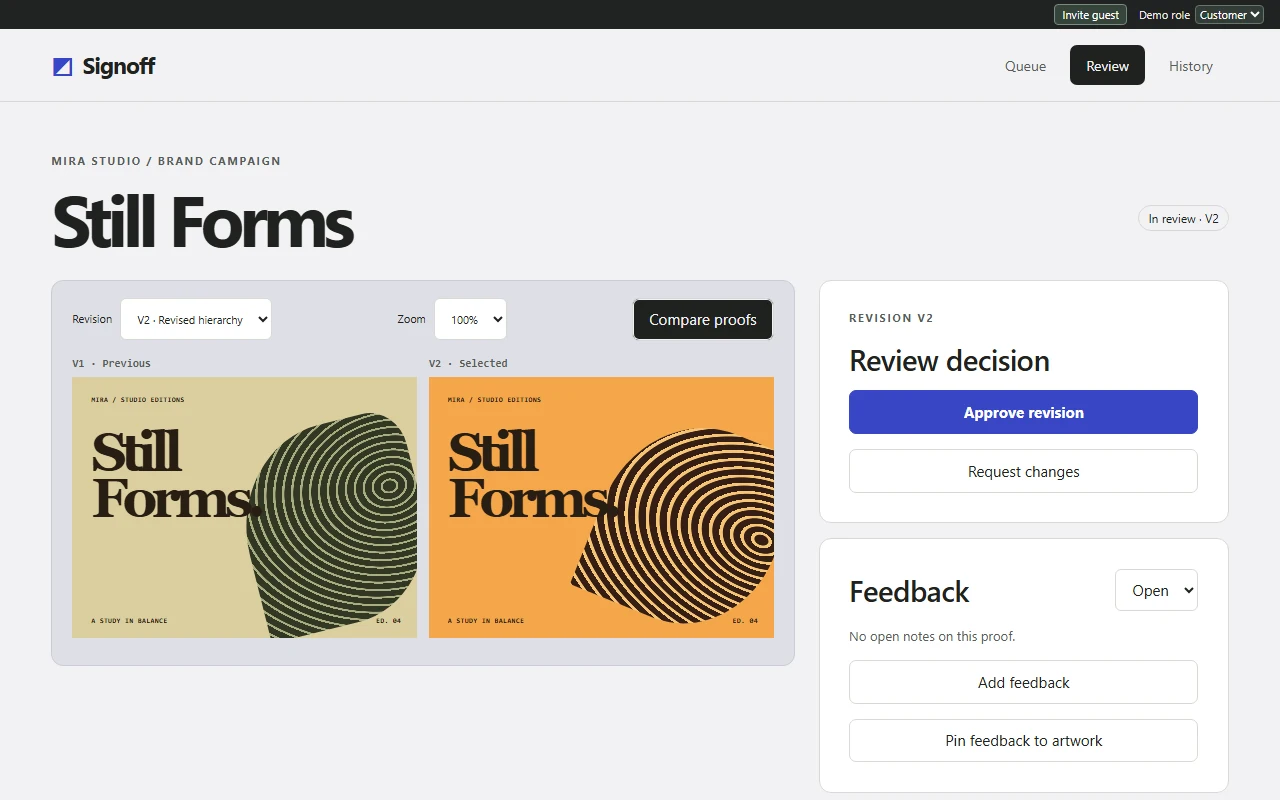 Invite guest
Demo role
Customer
Signoff
Queue
Review
History
MIRA STUDIO / BRAND CAMPAIGN
Still Forms
In review · V2
Revision
V2 · Revised hierarchy
Zoom
100%
Compare proofs
V1 · Previous
MIRA / STUDIO EDITIONS
Still
Forms.
A STUDY IN BALANCE
ED. 04
V2 · Selected
MIRA / STUDIO EDITIONS
Still
Forms.
A STUDY IN BALANCE
ED. 04
REVISION V2
Review decision
Approve revision
Request changes
Feedback
Open
No open notes on this proof.
Add feedback
Pin feedback to artwork